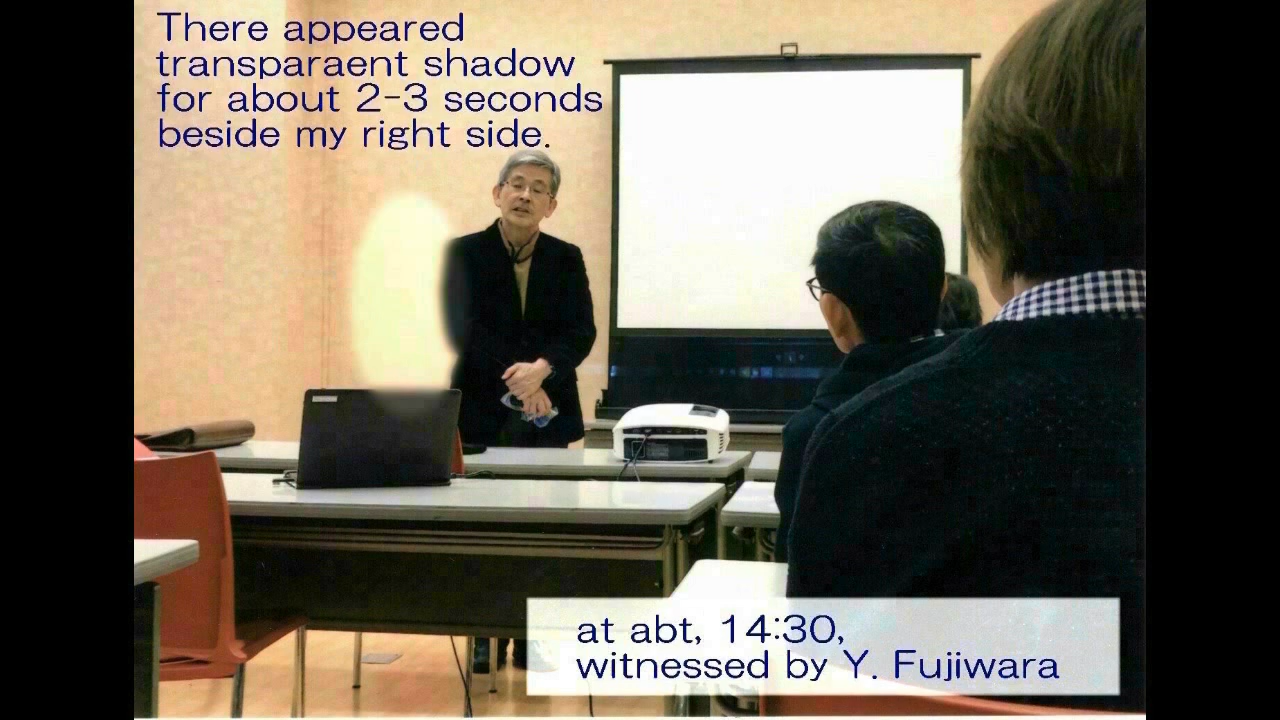 There appeared
transparaent shadow
for about 2-3 seconds
beside my right side.
at abt, 14:30,
witnessed by Y. Fujiwara